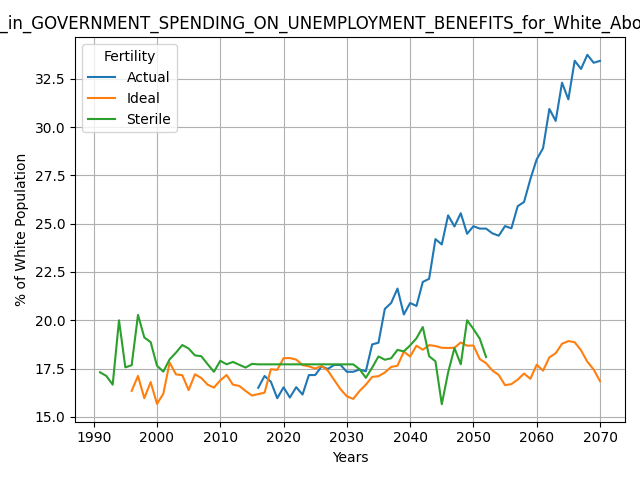 _in_GOVERNMENT_SPENDING_ON_UNEMPLOYMENT_BENEFITS_for_White_Abo
Fertility
Actual
Ideal
Sterile
% of White Population
32.5
30.0
27.5
25.0
22.5
20.0
17.5
15.0
1990 2000 2010 2020 2030 2040 2050 2060 2070
Years